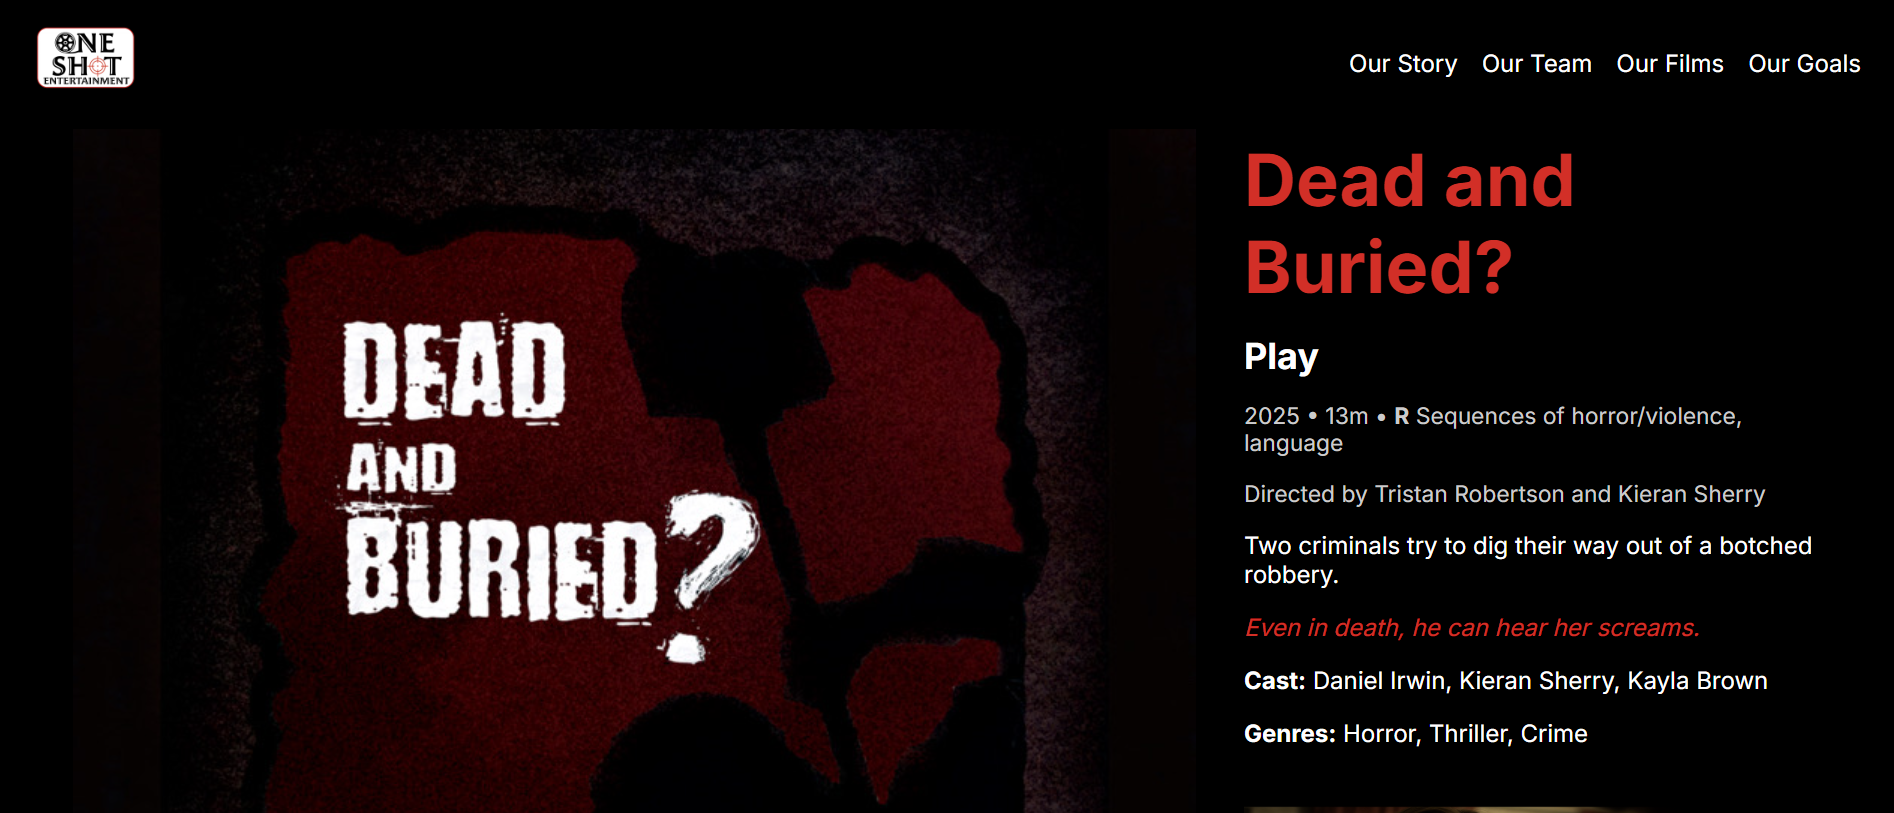 ONE
SHOT
ENTERTAINMENT
Our Story Our Team Our Films Our Goals
DEAD
AND
BURIED?
Dead and
Buried?
Play
2025 • 13m • R Sequences of horror/violence,
language
Directed by Tristan Robertson and Kieran Sherry
Two criminals try to dig their way out of a botched
robbery.
Even in death, he can hear her screams.
Cast: Daniel Irwin, Kieran Sherry, Kayla Brown
Genres: Horror, Thriller, Crime